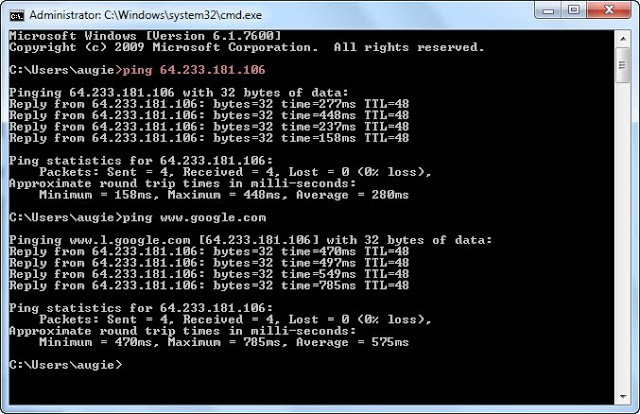 Administrator: C:\Windows\system32\cmd.exe
Microsoft Windows [Version 6.1.7600]
Copyright (c) 2009 Microsoft Corporation.  All rights reserved.
C:\Users\augie>ping 64.233.181.106
Pinging 64.233.181.106 with 32 bytes of data:
Reply from 64.233.181.106: bytes=32 time=277ms TTL=48
Reply from 64.233.181.106: bytes=32 time=448ms TTL=48
Reply from 64.233.181.106: bytes=32 time=237ms TTL=48
Reply from 64.233.181.106: bytes=32 time=158ms TTL=48
Ping statistics for 64.233.181.106:
    Packets: Sent = 4, Received = 4, Lost = 0 (0% loss),
Approximate round trip times in milli-seconds:
    Minimum = 158ms, Maximum = 448ms, Average = 280ms
C:\Users\augie>ping www.google.com
Pinging www.l.google.com [64.233.181.106] with 32 bytes of data:
Reply from 64.233.181.106: bytes=32 time=470ms TTL=48
Reply from 64.233.181.106: bytes=32 time=497ms TTL=48
Reply from 64.233.181.106: bytes=32 time=549ms TTL=48
Reply from 64.233.181.106: bytes=32 time=785ms TTL=48
Ping statistics for 64.233.181.106:
    Packets: Sent = 4, Received = 4, Lost = 0 (0% loss),
Approximate round trip times in milli-seconds:
    Minimum = 470ms, Maximum = 785ms, Average = 575ms
C:\Users\augie>